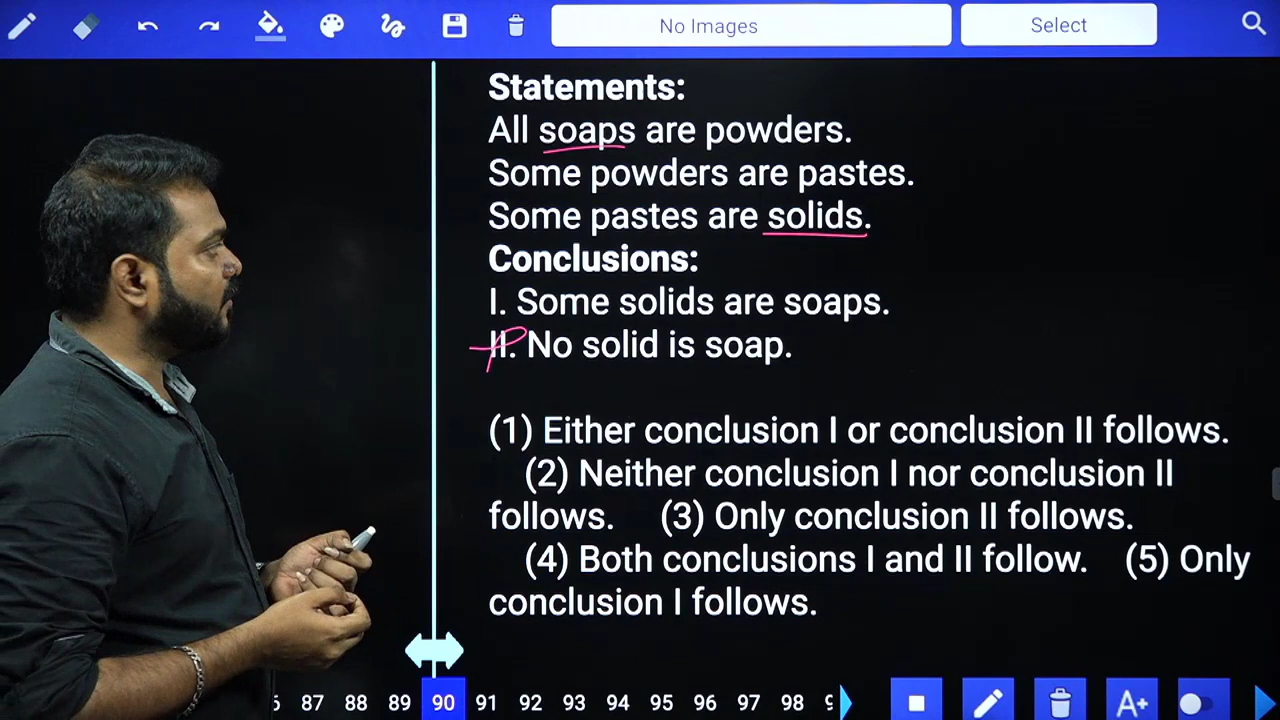 No Images
Select
Statements:
All soaps are powders.
Some powders are pastes.
Some pastes are solids.
Conclusions:
I. Some solids are soaps.
II. No solid is soap.
(1) Either conclusion I or conclusion II follows.
(2) Neither conclusion I nor conclusion II
follows. (3) Only conclusion II follows.
(4) Both conclusions I and II follow. (5) Only
conclusion I follows.
87 88 89 90 91 92 93 94 95 96 97 98
A+